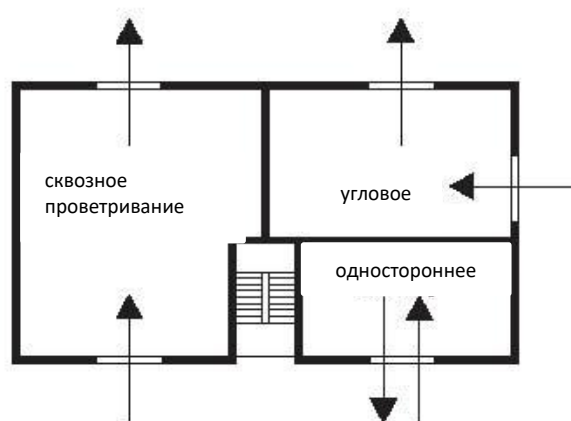 сквозное
проветривание
угловое
одностороннее